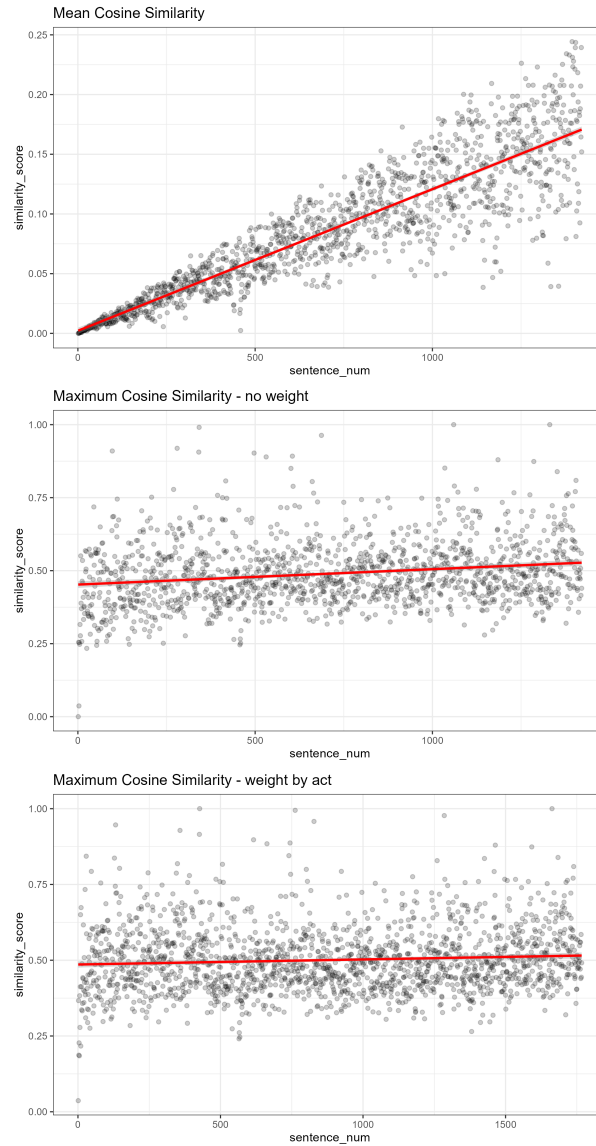 Mean Cosine Similarity
0.25
0.20
0.15
0.10
0.05
0.00
similarity_score
0 500 1000
sentence_num
Maximum Cosine Similarity - no weight
1.00
0.75
0.50
0.25
0.00
similarity_score
0 500 1000
sentence_num
Maximum Cosine Similarity - weight by act
1.00
0.75
0.50
0.25
0.00
similarity_score
0 500 1000 1500
sentence_num